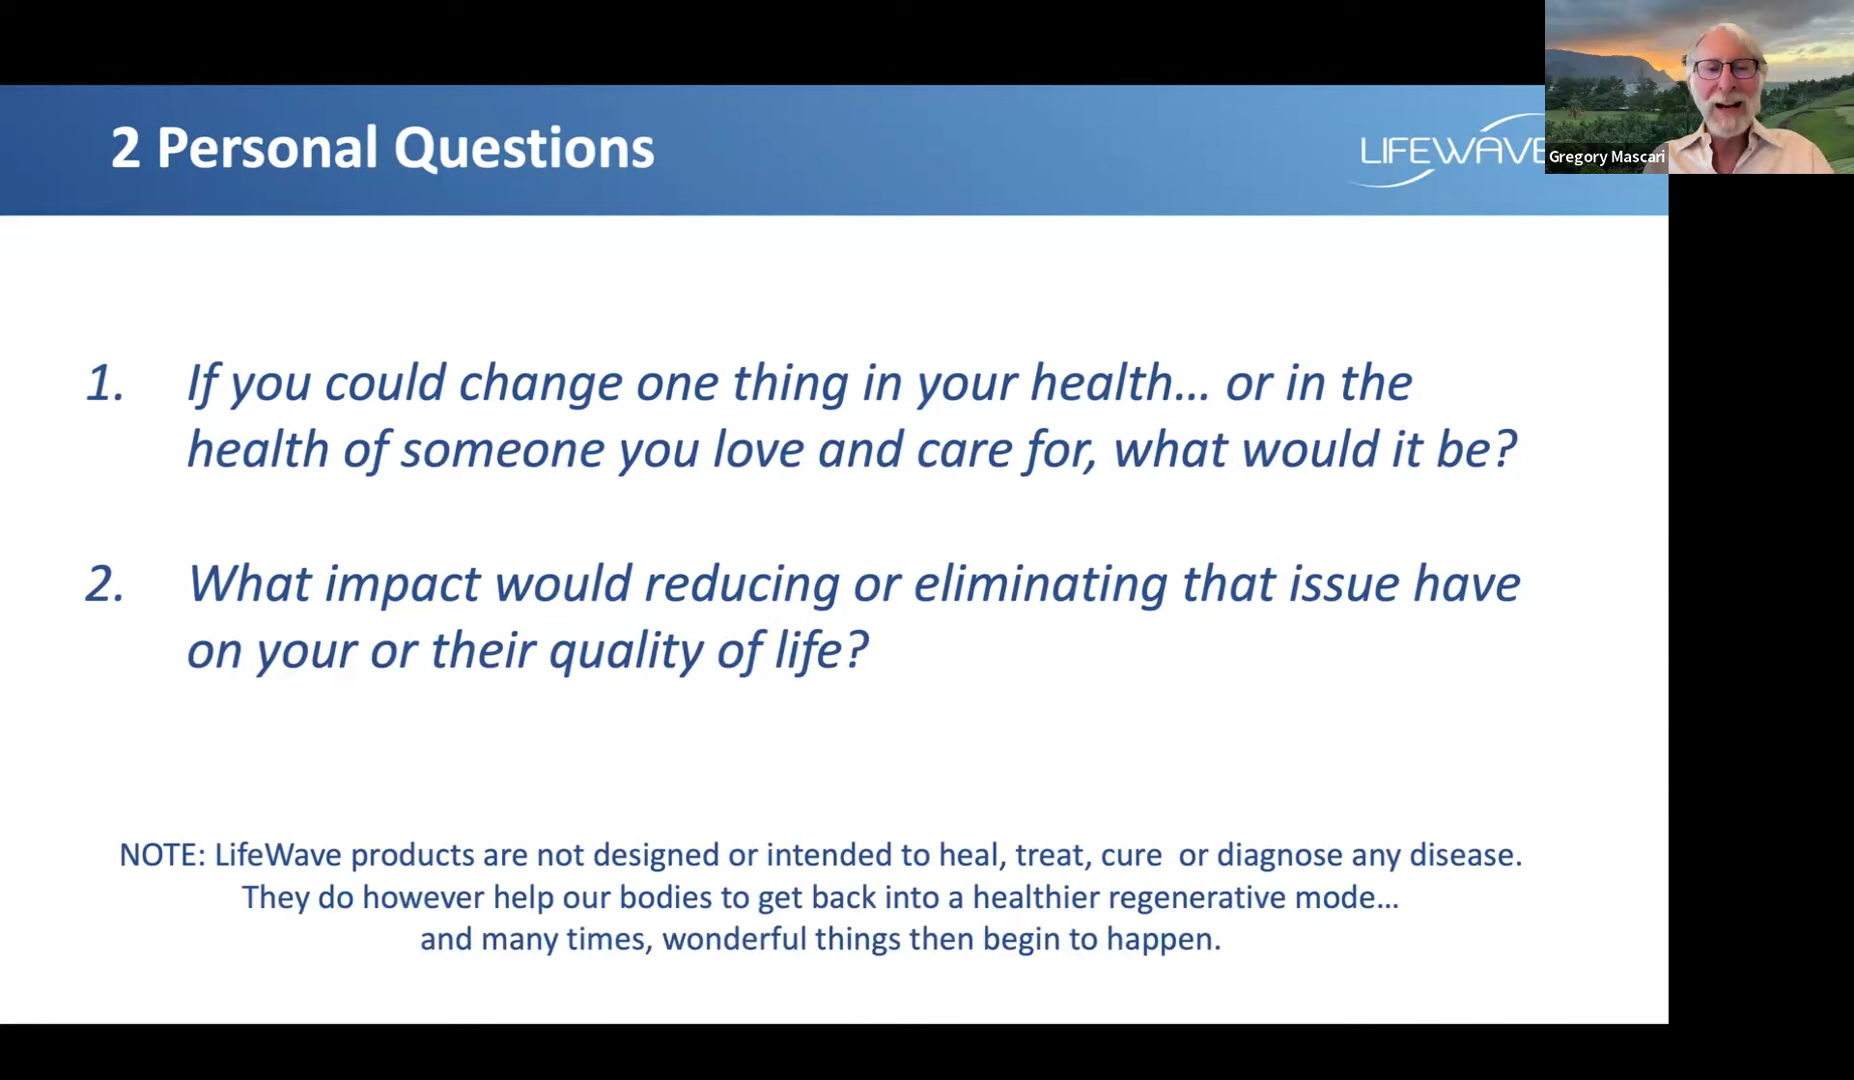 2 Personal Questions
LIFEWAVE
Gregory Mascari
1. If you could change one thing in your health... or in the
health of someone you love and care for, what would it be?
2. What impact would reducing or eliminating that issue have
on your or their quality of life?
NOTE: LifeWave products are not designed or intended to heal, treat, cure or diagnose any disease.
They do however help our bodies to get back into a healthier regenerative mode...
and many times, wonderful things then begin to happen.